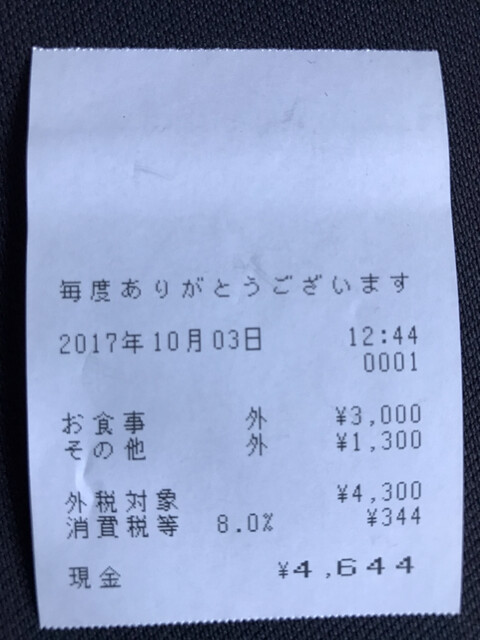 毎度ありがとうございます
2017年10月03日 12:44
0001
お食事 外 ¥3,000
その他 外 ¥1,300
外税対象 ¥4,300
消費税等 8.0% ¥344
現金 ¥4,644